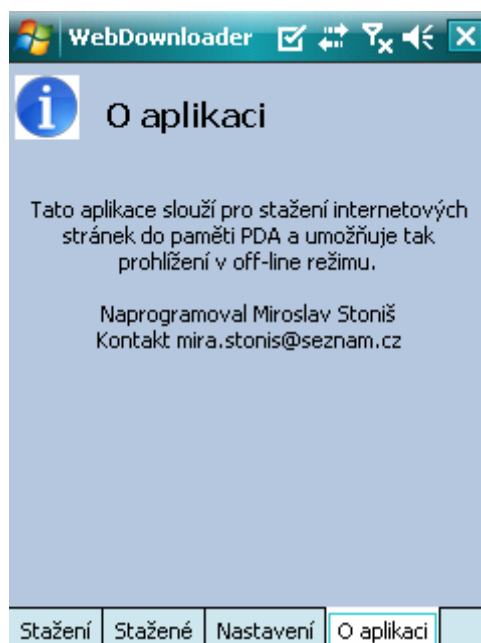 WebDownloader
O aplikaci
Tato aplikace slouží pro stažení internetových
stránek do paměti PDA a umožňuje tak
prohlížení v off-line režimu.
Naprogramoval Miroslav Stoniš
Kontakt mira.stonis@seznam.cz
Stažení Stažené Nastavení O aplikaci